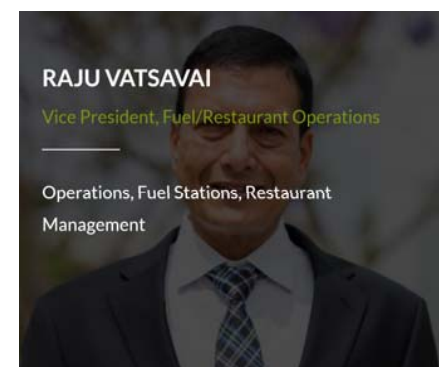 RAJU VATSAVAI
Vice President, Fuel/Restaurant Operations
Operations, Fuel Stations, Restaurant
Management